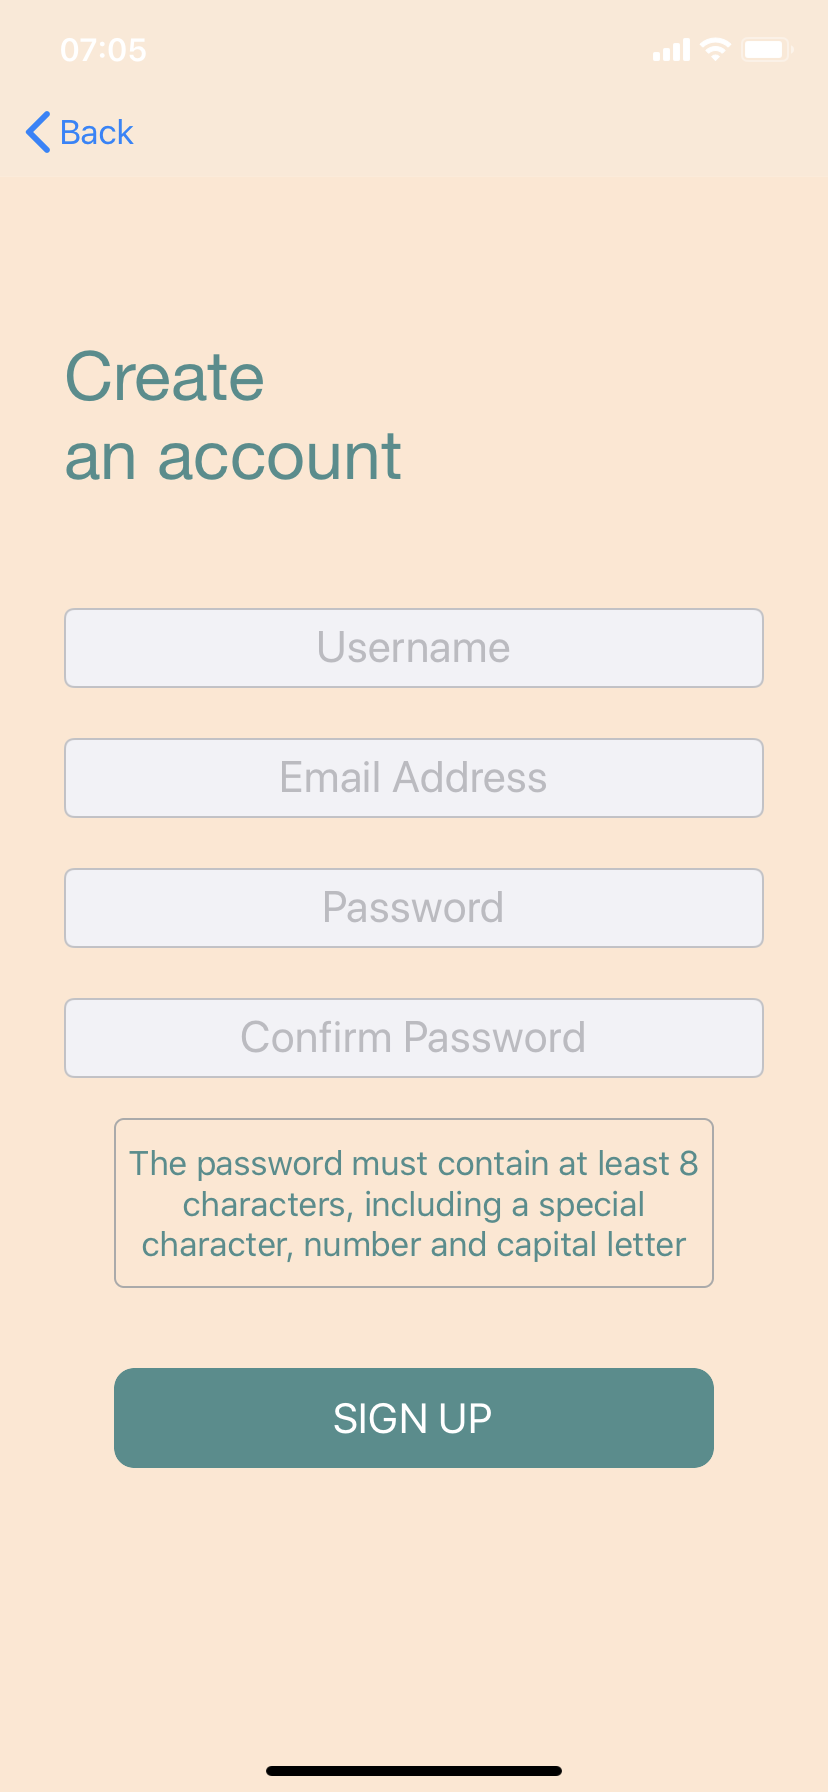 07:05
Back
Create
an account
Username
Email Address
Password
Confirm Password
The password must contain at least 8
characters, including a special
character, number and capital letter
SIGN UP